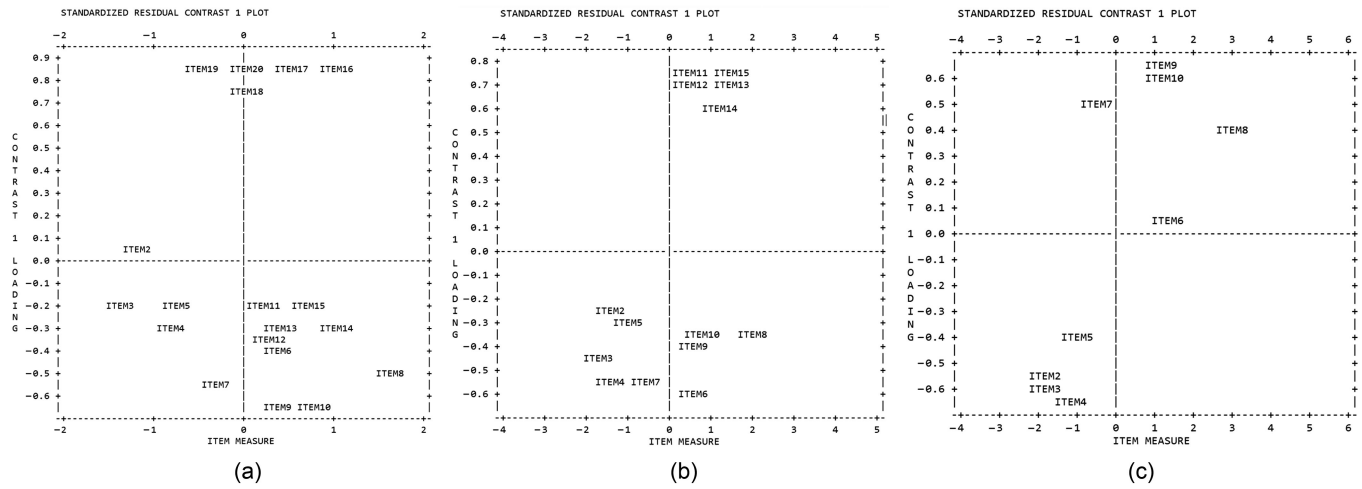 STANDARDIZED RESIDUAL CONTRAST 1 PLOT
-2 -1 0 1 2
0.9
ITEM19 ITEM20 ITEM17 ITEM16
0.8
ITEM18
0.7
0.6
0.5
0.4
0.3
0.2
0.1
ITEM2
0.0
-0.1
-0.2 ITEM3 ITEM5 ITEM11 ITEM15
-0.3 ITEM4 ITEM13 ITEM14
ITEM12
-0.4 ITEM6
-0.5 ITEM8
ITEM7
-0.6
ITEM9 ITEM10
-2 -1 0 1 2
CONTRAST 1 LOADING
ITEM MEASURE
(a)
STANDARDIZED RESIDUAL CONTRAST 1 PLOT
-4 -3 -2 -1 0 1 2 3 4 5
0.8
ITEM11 ITEM15
0.7 ITEM12 ITEM13
0.6 ITEM14
0.5
0.4
0.3
0.2
0.1
0.0
-0.1
-0.2
ITEM2
-0.3 ITEM5
ITEM10 ITEM8
-0.4 ITEM9
ITEM3
-0.5
ITEM4 ITEM7
-0.6 ITEM6
-4 -3 -2 -1 0 1 2 3 4 5
CONTRAST 1 LOADING
ITEM MEASURE
(b)
STANDARDIZED RESIDUAL CONTRAST 1 PLOT
-4 -3 -2 -1 0 1 2 3 4 5 6
ITEM9
0.6 ITEM10
0.5 ITEM7
0.4 ITEM8
0.3
0.2
0.1
ITEM6
0.0
-0.1
-0.2
-0.3
-0.4 ITEM5
-0.5
ITEM2
-0.6 ITEM3
ITEM4
-4 -3 -2 -1 0 1 2 3 4 5 6
CONTRAST 1 LOADING
ITEM MEASURE
(c)